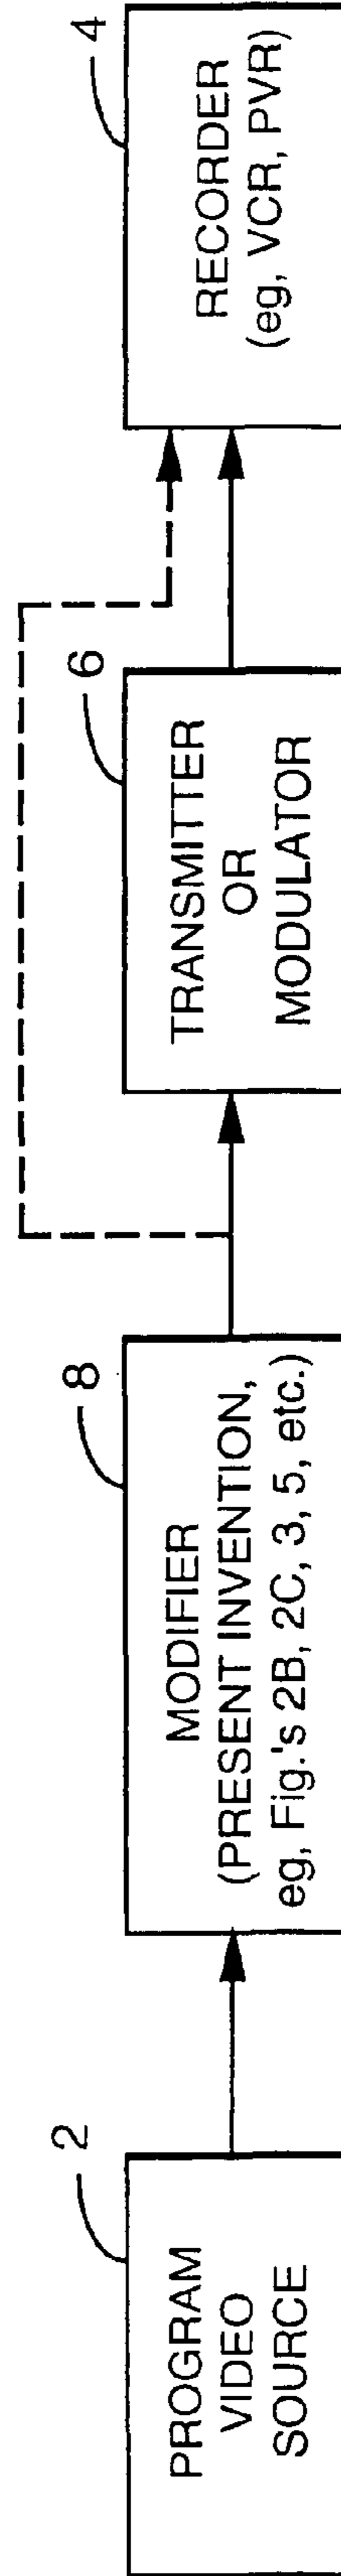 2
PROGRAM
VIDEO
SOURCE
8
MODIFIER
(PRESENT INVENTION,
eg, Fig.'s 2B, 2C, 3, 5, etc.)
6
TRANSMITTER
OR
MODULATOR
4
RECORDER
(eg, VCR, PVR)